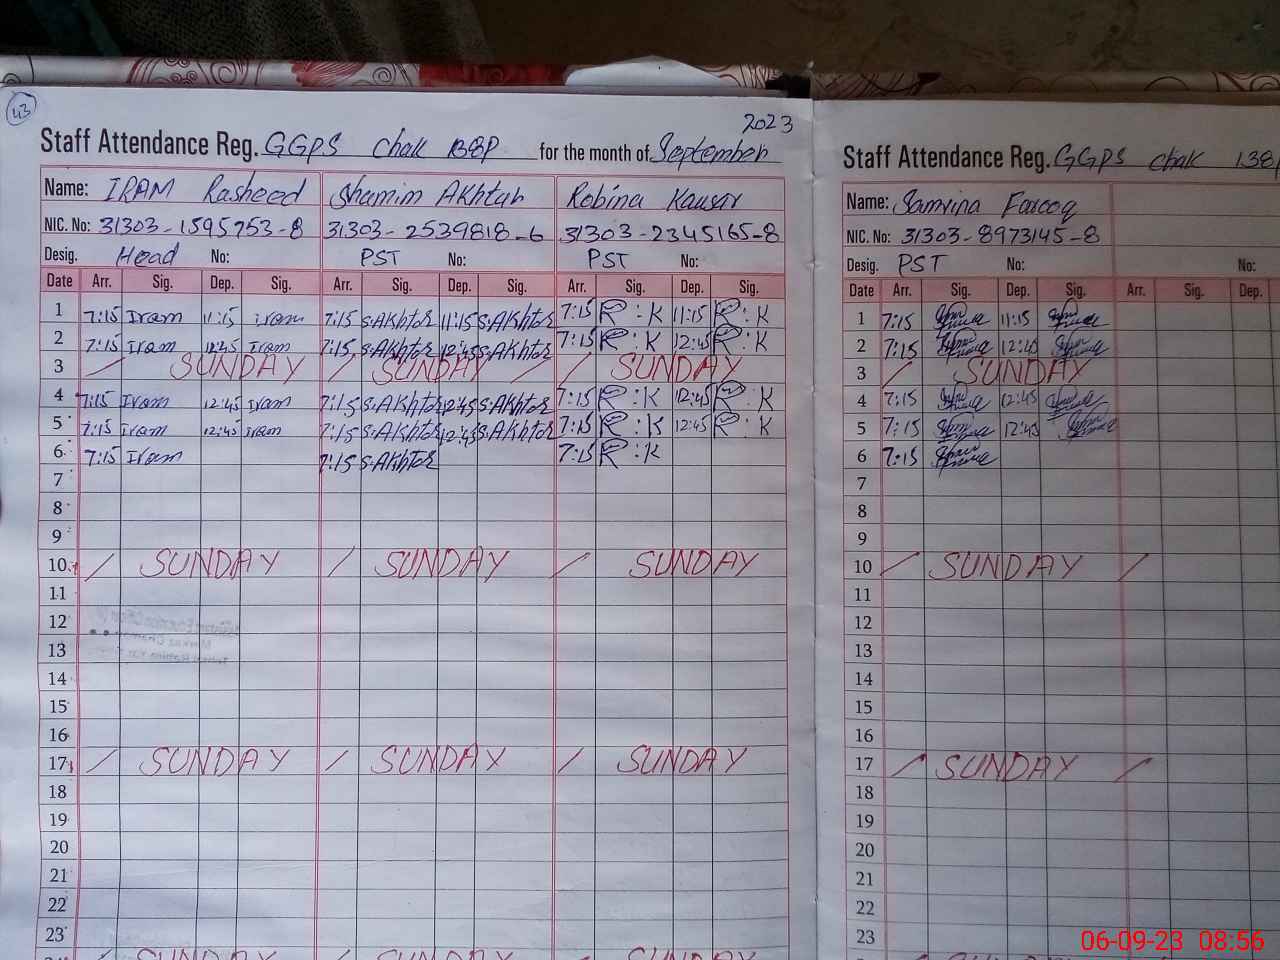 43
2023
Staff Attendance Reg. GGPS Chak 138P for the month of September
Name: IRAM Rasheed Shamim Akhtar Robina Kausar
NIC. No: 31303-1595753-8 31303-2539818-6 31303-2345165-8
Desig. Head No: PST No: PST No:
Date Arr. Sig. Dep. Sig. Arr. Sig. Dep. Sig. Arr. Sig. Dep. Sig.
1 7:15 Iram 11:15 Iram 7:15 S.Akhtar 11:15 S.Akhtar 7:15 R:K 11:15 R:K
2 7:15 Iram 12:45 Iram 7:15 S.Akhtar 12:45 S.Akhtar 7:15 R:K 12:45 R:K
3 SUNDAY SUNDAY SUNDAY
4 7:15 Iram 12:45 Iram 7:15 S.Akhtar 12:45 S.Akhtar 7:15 R:K 12:45 R:K
5 7:15 Iram 12:45 Iram 7:15 S.Akhtar 12:45 S.Akhtar 7:15 R:K 12:45 R:K
6 7:15 Iram 7:15 S.Akhtar 7:15 R:K
7
8
9
10 SUNDAY SUNDAY SUNDAY
11
12
13
14
15
16
17 SUNDAY SUNDAY SUNDAY
18
19
20
21
22
23
SUNDAY SUNDAY SUNDAY
Staff Attendance Reg. GGPS Chak 138P
Name: Samrina Farooq
NIC. No: 31303-8973145-8
Desig. PST No: No:
Date Arr. Sig. Dep. Sig. Arr. Sig. Dep.
1 7:15 11:15
2 7:15 12:45
3 SUNDAY
4 7:15 12:45
5 7:15 12:45
6 7:15
7
8
9
10 SUNDAY
11
12
13
14
15
16
17 SUNDAY
18
19
20
21
22
23
06-09-23 08:56